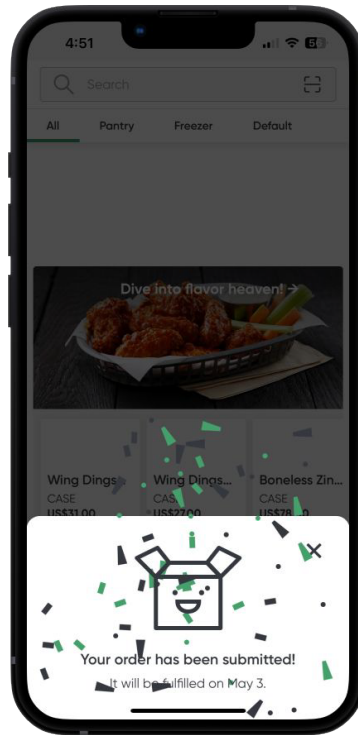 4:51
Search
All Pantry Freezer Default
Dive into flavor heaven! →
Wing Dings
CASE
US$31.00
Wing Dings...
CASE
US$27.00
Boneless Zin...
CASE
Your order has been submitted!
It will be fulfilled on May 3.